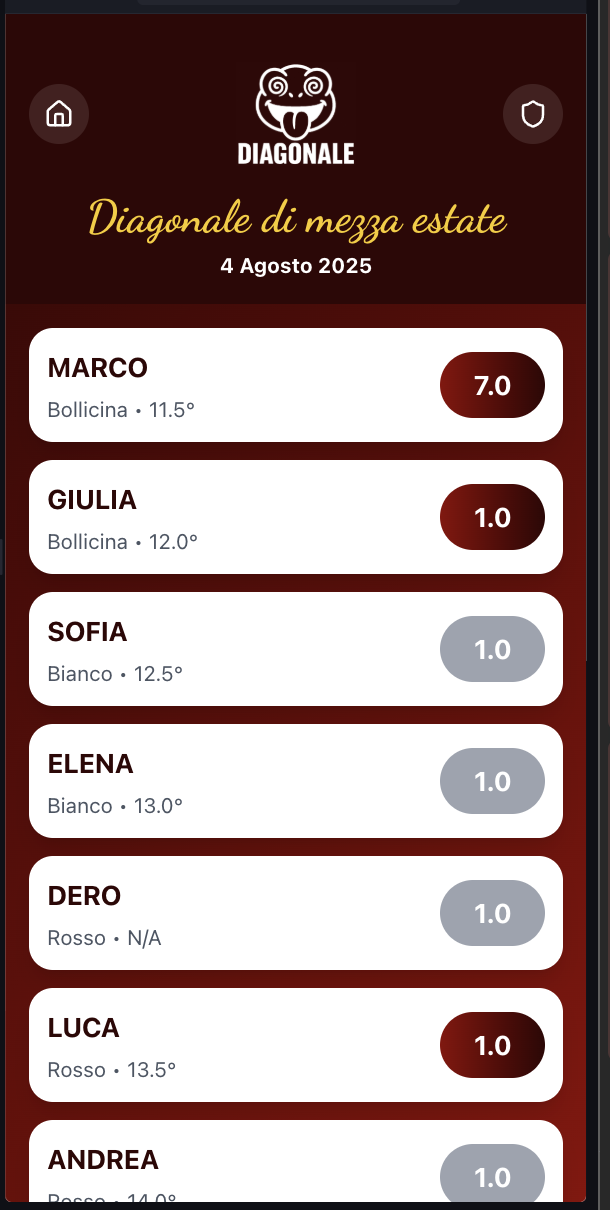 DIAGONALE
Diagonale di mezza estate
4 Agosto 2025
MARCO
Bollicina • 11.5°
7.0
GIULIA
Bollicina • 12.0°
1.0
SOFIA
Bianco • 12.5°
1.0
ELENA
Bianco • 13.0°
1.0
DERO
Rosso • N/A
1.0
LUCA
Rosso • 13.5°
1.0
ANDREA
Rosso • 14.0°
1.0